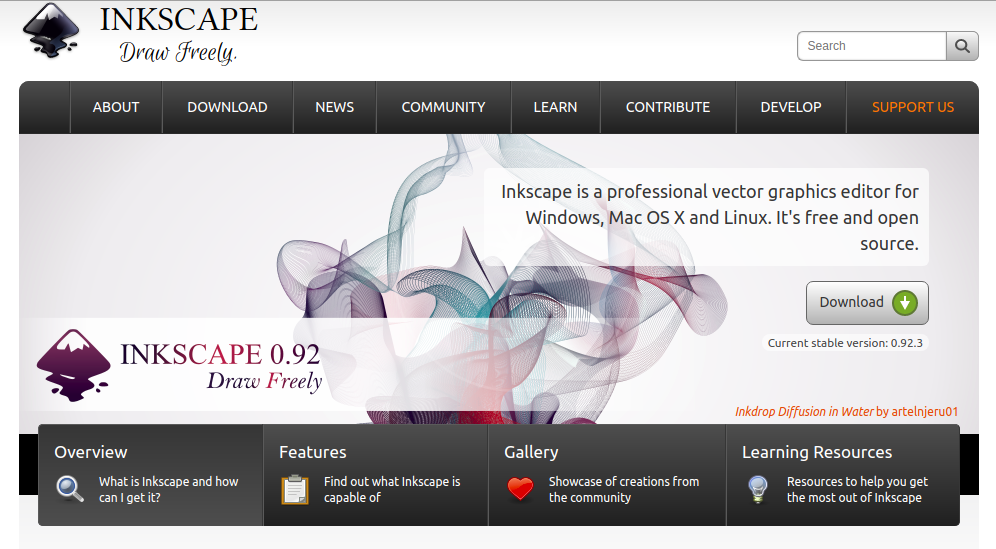 INKSCAPE
Draw Freely.
Search
ABOUT
DOWNLOAD
NEWS
COMMUNITY
LEARN
CONTRIBUTE
DEVELOP
SUPPORT US
Inkscape is a professional vector graphics editor for
Windows, Mac OS X and Linux. It's free and open
source.
Download
Current stable version: 0.92.3
INKSCAPE 0.92
Draw Freely
Inkdrop Diffusion in Water by artelnjeru01
Overview
What is Inkscape and how
can I get it?
Features
Find out what Inkscape is
capable of
Gallery
Showcase of creations from
the community
Learning Resources
Resources to help you get
the most out of Inkscape